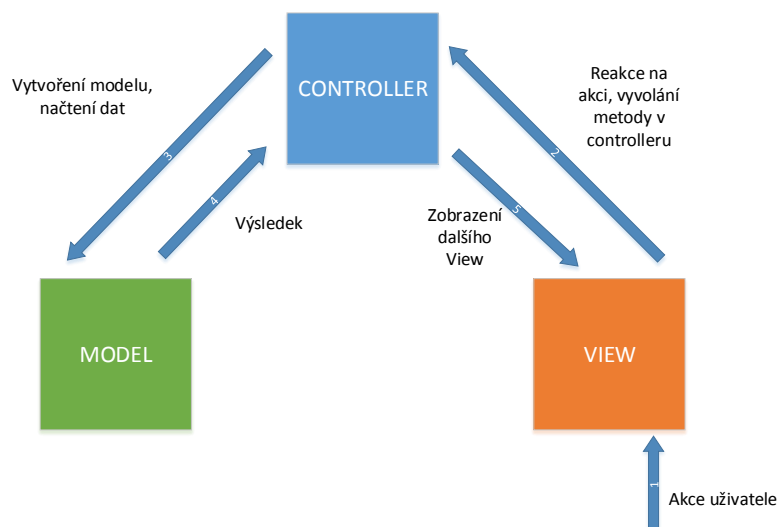 CONTROLLER
Vytvoření modelu,
načtení dat
3
4
Výsledek
Reakce na
akci, vyvolání
metody v
controlleru
2
5
Zobrazení
dalšího
View
MODEL
VIEW
1
Akce uživatele